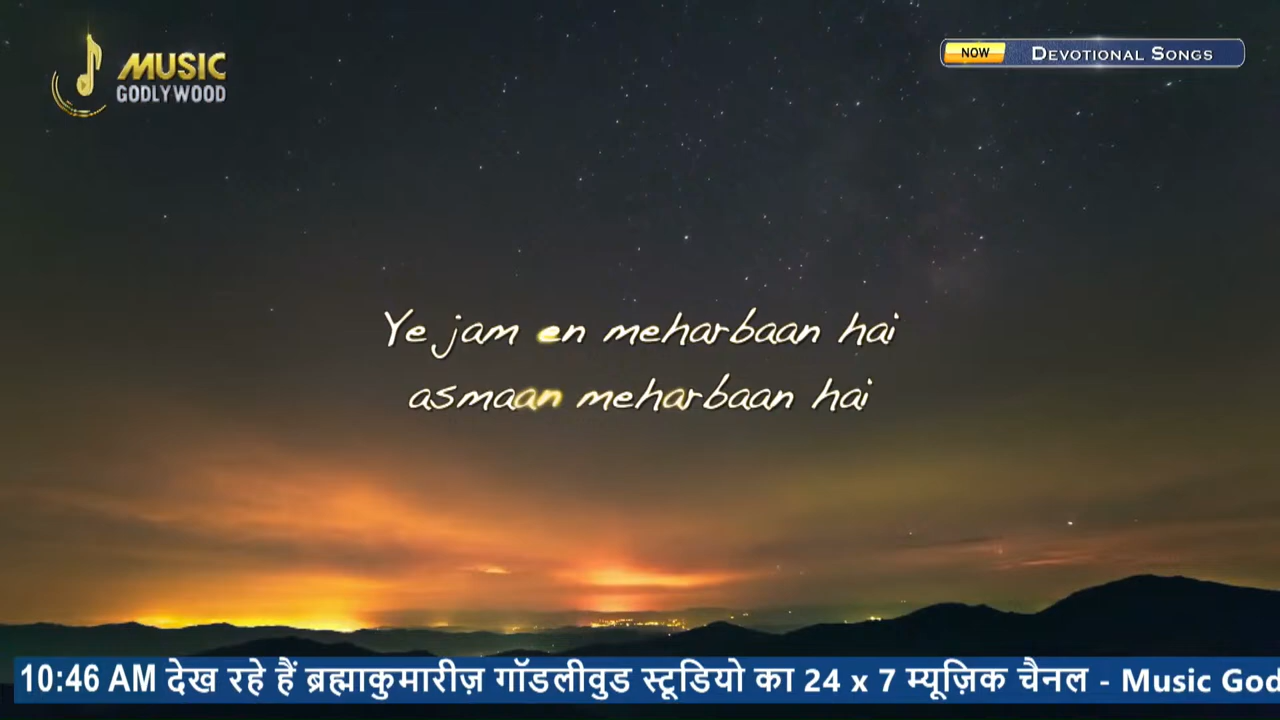 MUSIC
GODLYWOOD
NOW DEVOTIONAL SONGS
Ye jam en meharbaan hai
asmaan meharbaan hai
10:46 AM देख रहे हैं ब्रह्माकुमारीज़ गॉडलीवुड स्टूडियो का 24 x 7 म्यूज़िक चैनल - Music God